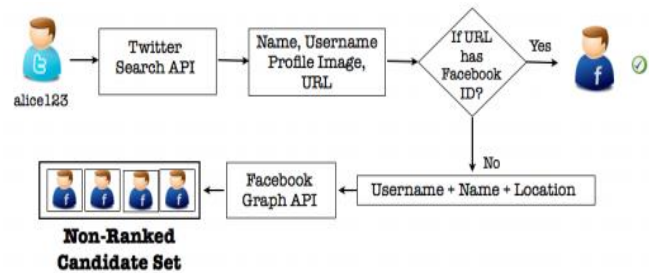 alice123
Twitter
Search API
Name, Username
Profile Image,
URL
If URL
has
Facebook
ID?
Yes
No
Username + Name + Location
Facebook
Graph API
Non-Ranked
Candidate Set